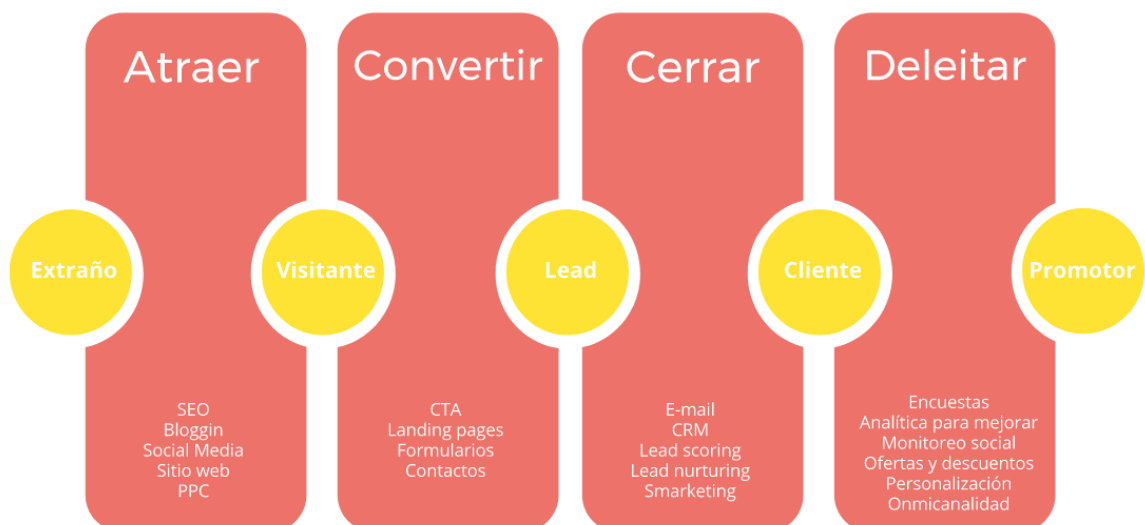 Atraer
Convertir
Cerrar
Deleitar
Extraño
Visitante
Lead
Cliente
Promotor
SEO
Bloggin
Social Media
Sitio web
PPC
CTA
Landing pages
Formularios
Contactos
E-mail
CRM
Lead scoring
Lead nurturing
Smarketing
Encuestas
Analítica para mejorar
Monitoreo social
Ofertas y descuentos
Personalización
Onmicanalidad